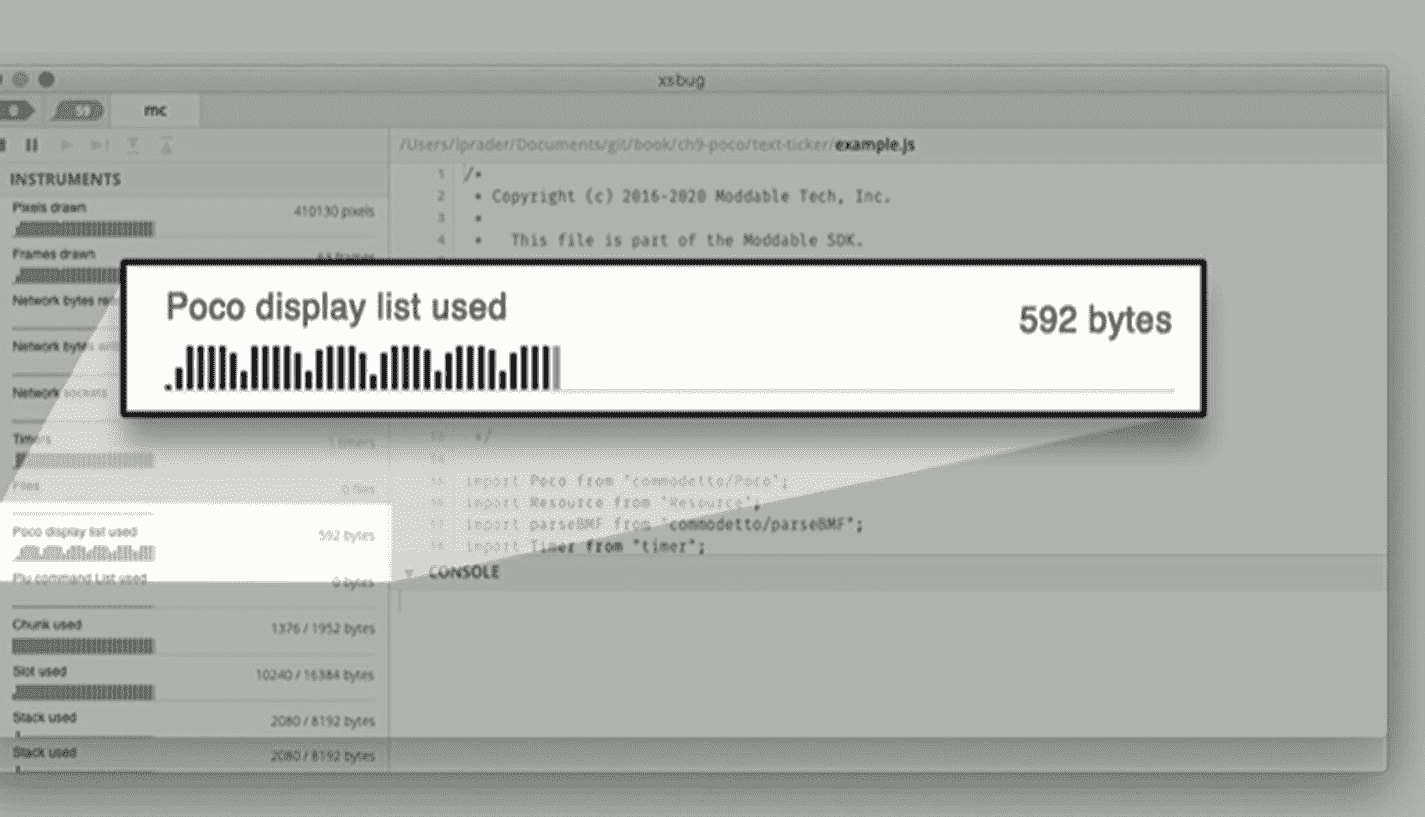 xsbug
59
mc
/Users/lprader/Documents/git/book/ch9-poco/text-ticker/example.js
INSTRUMENTS
Pixels drawn
410130 pixels
Frames drawn
63 frames
Network bytes
Network bytes
Network sockets
Timers
1 timers
Files
0 files
Poco display list used
592 bytes
Piu command List used
0 bytes
Chunk used
1376 / 1952 bytes
Slot used
10240 / 16384 bytes
Stack used
2080 / 8192 bytes
Stack used
2080 / 8192 bytes
1 /*
2 * Copyright (c) 2016-2020 Moddable Tech, Inc.
3 *
4 * This file is part of the Moddable SDK.
Poco display list used
592 bytes
13 */
14
15 import Poco from "commodetto/Poco";
16 import Resource from "Resource";
17 import parseBMF from "commodetto/parseBMF";
18 import Timer from "timer";
CONSOLE